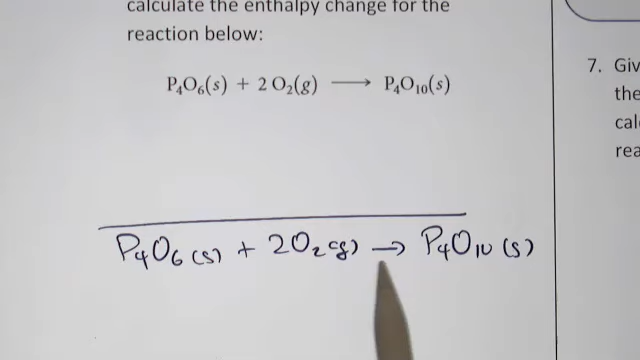 calculate the enthalpy change for the
reaction below:
P₄O₆(s) + 2 O₂(g) ⟶ P₄O₁₀(s)
7. Giv
the
calc
rea
P₄O₆(s) + 2O₂(g) → P₄O₁₀(s)